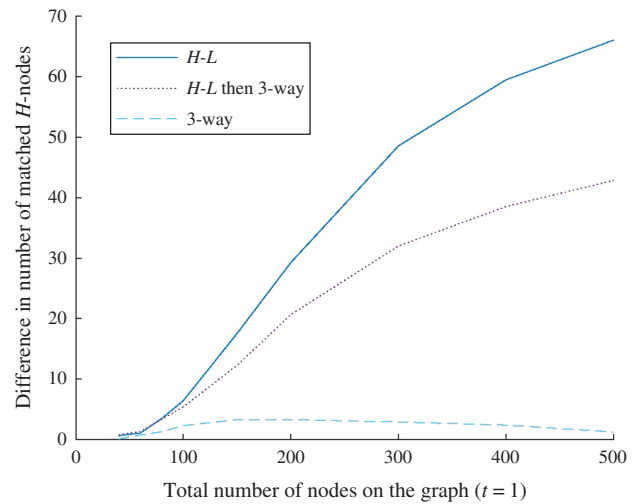 70
60
50
40
30
20
10
0
Difference in number of matched H-nodes
H-L
H-L then 3-way
3-way
0 100 200 300 400 500
Total number of nodes on the graph (t = 1)